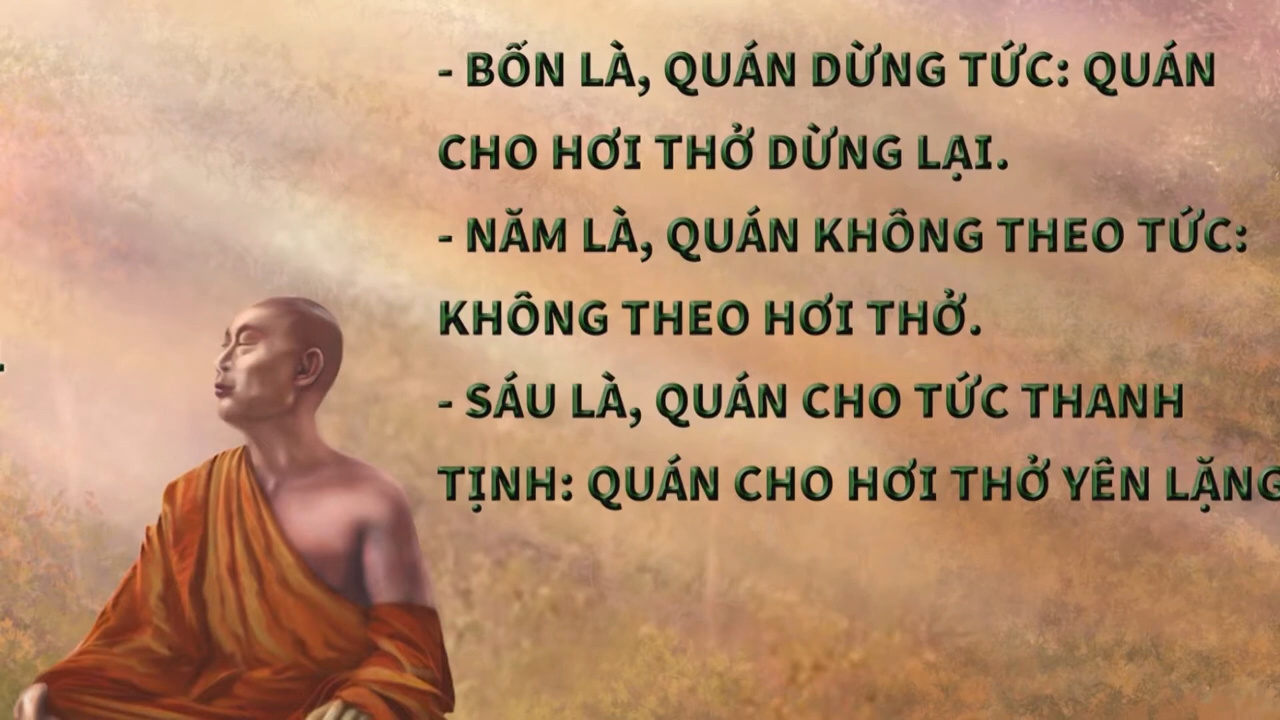 - BỐN LÀ, QUÁN DỪNG TỨC: QUÁN
CHO HƠI THỞ DỪNG LẠI.
- NĂM LÀ, QUÁN KHÔNG THEO TỨC:
KHÔNG THEO HƠI THỞ.
- SÁU LÀ, QUÁN CHO TỨC THANH
TỊNH: QUÁN CHO HƠI THỞ YÊN LẶNG